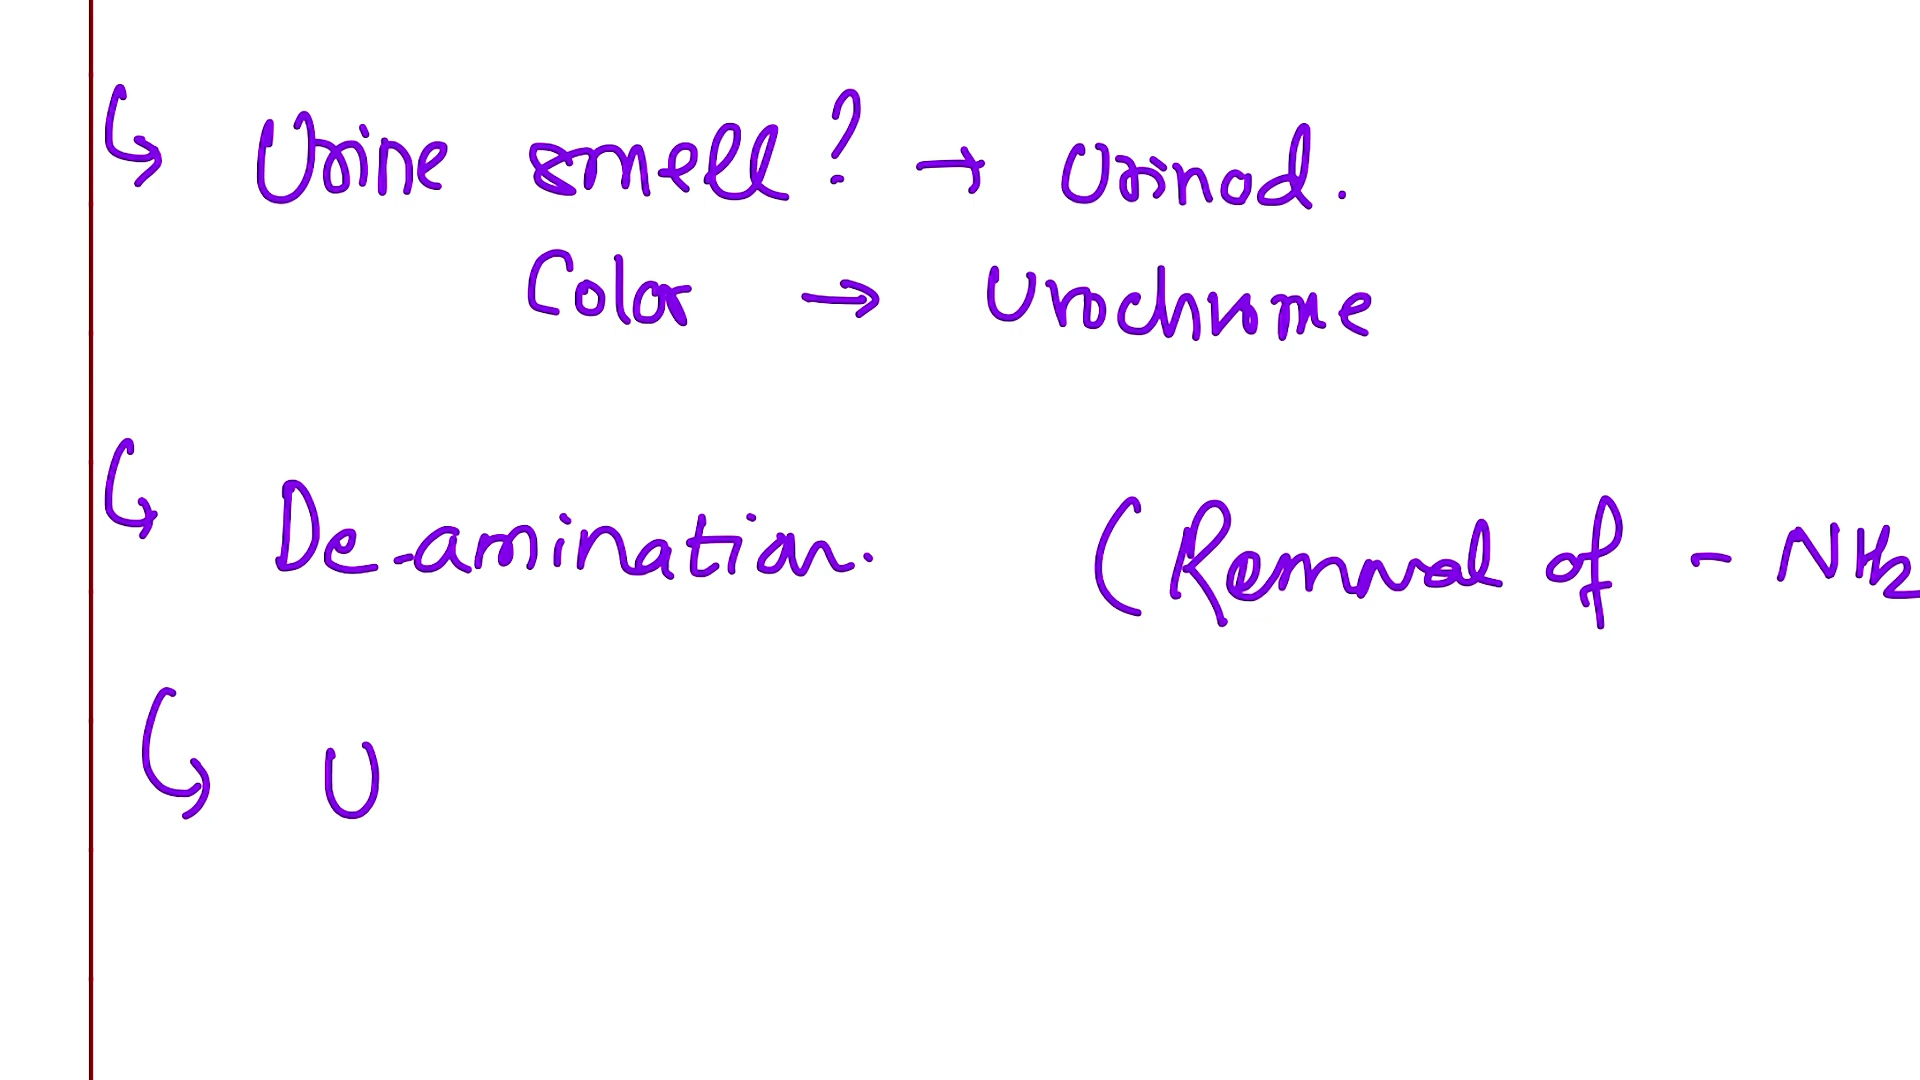 ↳ Urine smell? → Urinod.
Color → Urochrome
↳ De-amination. (Removal of - NH2
↳ U